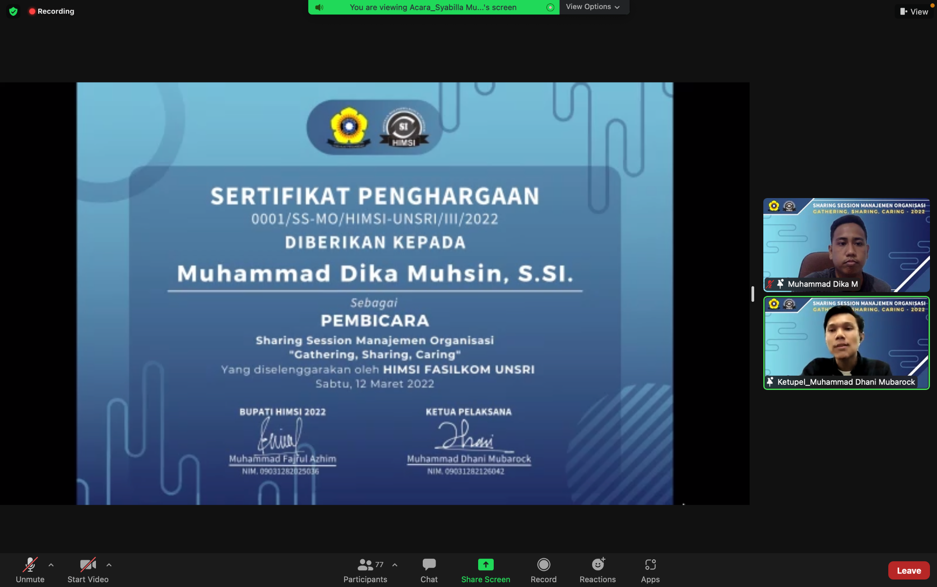 Recording
You are viewing Acara_Syabilla Mu...'s screen
View Options
View
HIMSI
SERTIFIKAT PENGHARGAAN
0001/SS-MO/HIMSI-UNSRI/III/2022
DIBERIKAN KEPADA
Muhammad Dika Muhsin, S.SI.
Sebagai
PEMBICARA
Sharing Session Manajemen Organisasi
"Gathering, Sharing, Caring"
Yang diselenggarakan oleh HIMSI FASILKOM UNSRI
Sabtu, 12 Maret 2022
BUPATI HIMSI 2022
Muhammad Fajrul Azhim
NIM. 09031282025036
KETUA PELAKSANA
Muhammad Dhani Mubarock
NIM. 09031282126042
SHARING SESSION MANAJEMEN ORGANISASI
GATHERING, SHARING, CARING - 2022
Muhammad Dika M
SHARING SESSION MANAJEMEN ORGANISASI
Ketupel_Muhammad Dhani Mubarock
Unmute
Start Video
Participants
77
Chat
Share Screen
Record
Reactions
Apps
Leave